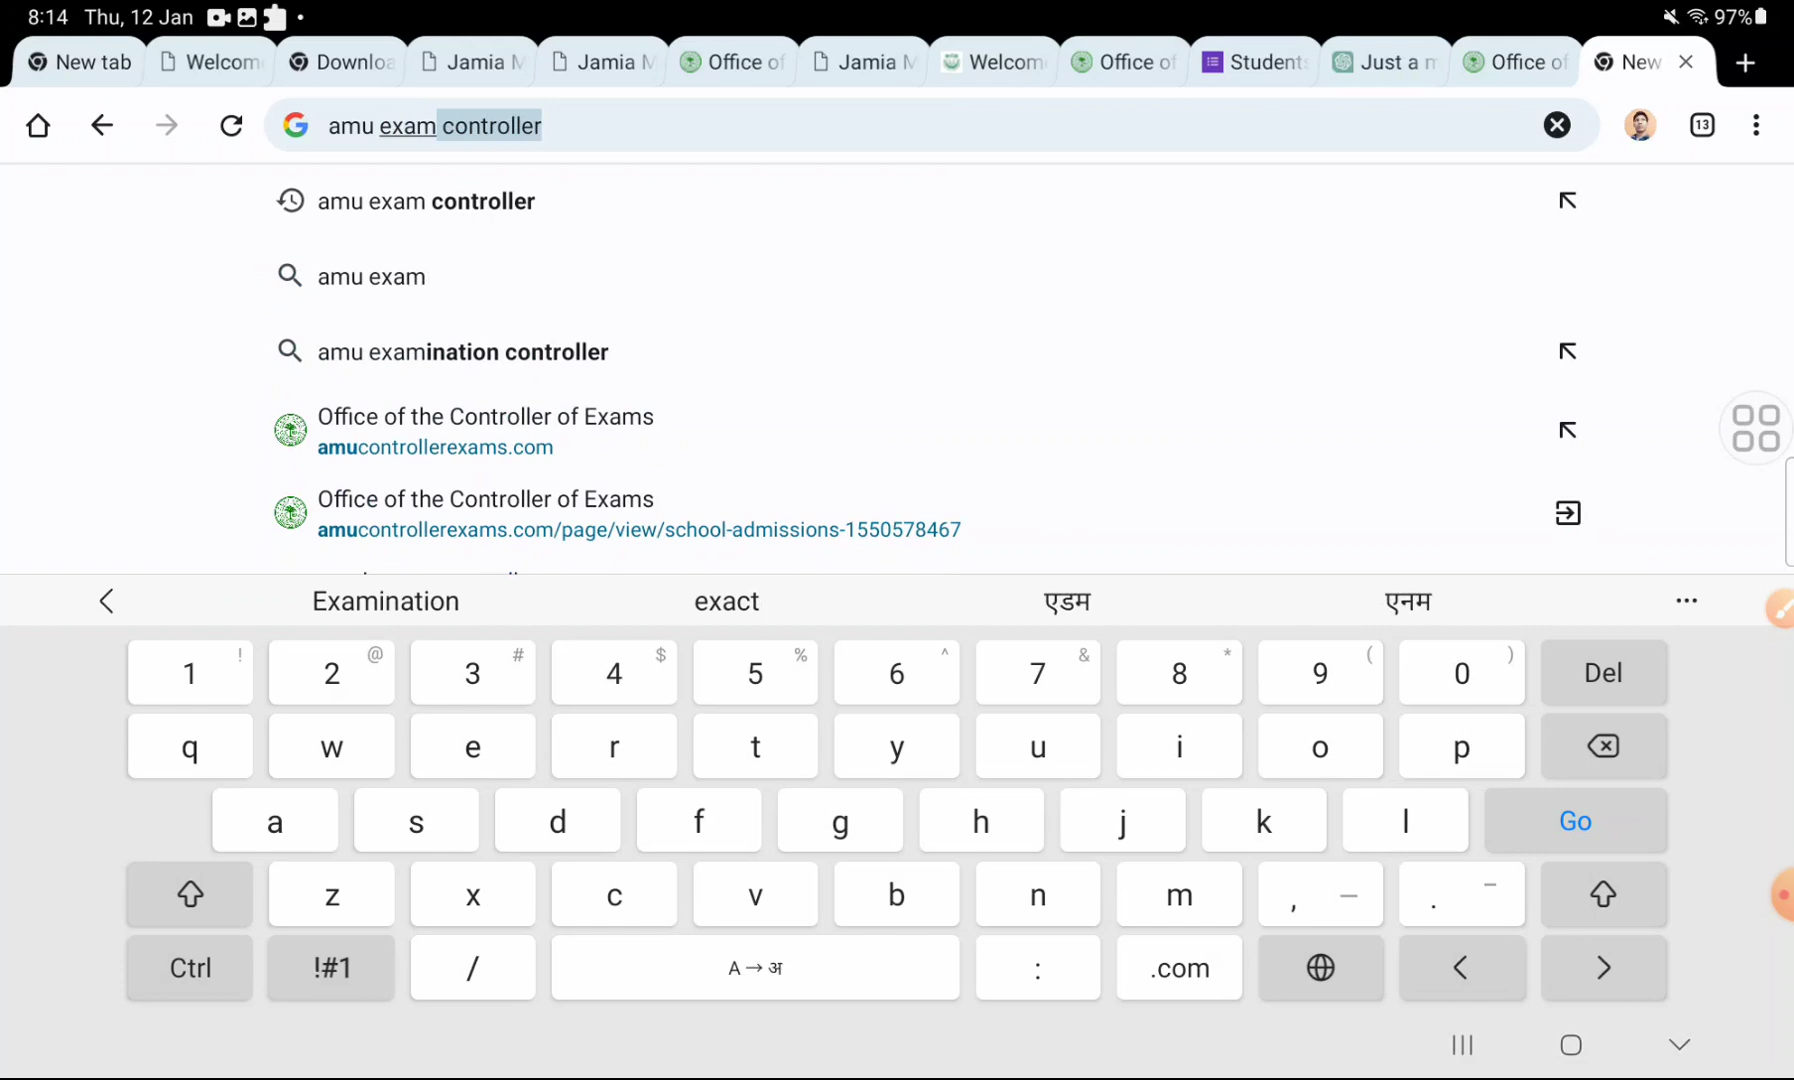 8:14 Thu, 12 Jan 97%
New tab Welcom Downloa Jamia M Jamia M Office of Jamia M Welcom Office of Students Just a m Office of New
amu exam controller 13
amu exam controller
amu exam
amu examination controller
Office of the Controller of Exams
amucontrollerexams.com
Office of the Controller of Exams
amucontrollerexams.com/page/view/school-admissions-1550578467
Examination exact एडम एनम ...
1 ! 2 @ 3 # 4 $ 5 % 6 ^ 7 & 8 * 9 ( 0 ) Del
q w e r t y u i o p
a s d f g h j k l Go
z x c v b n m , — . –
Ctrl !#1 / A → अ : .com < >